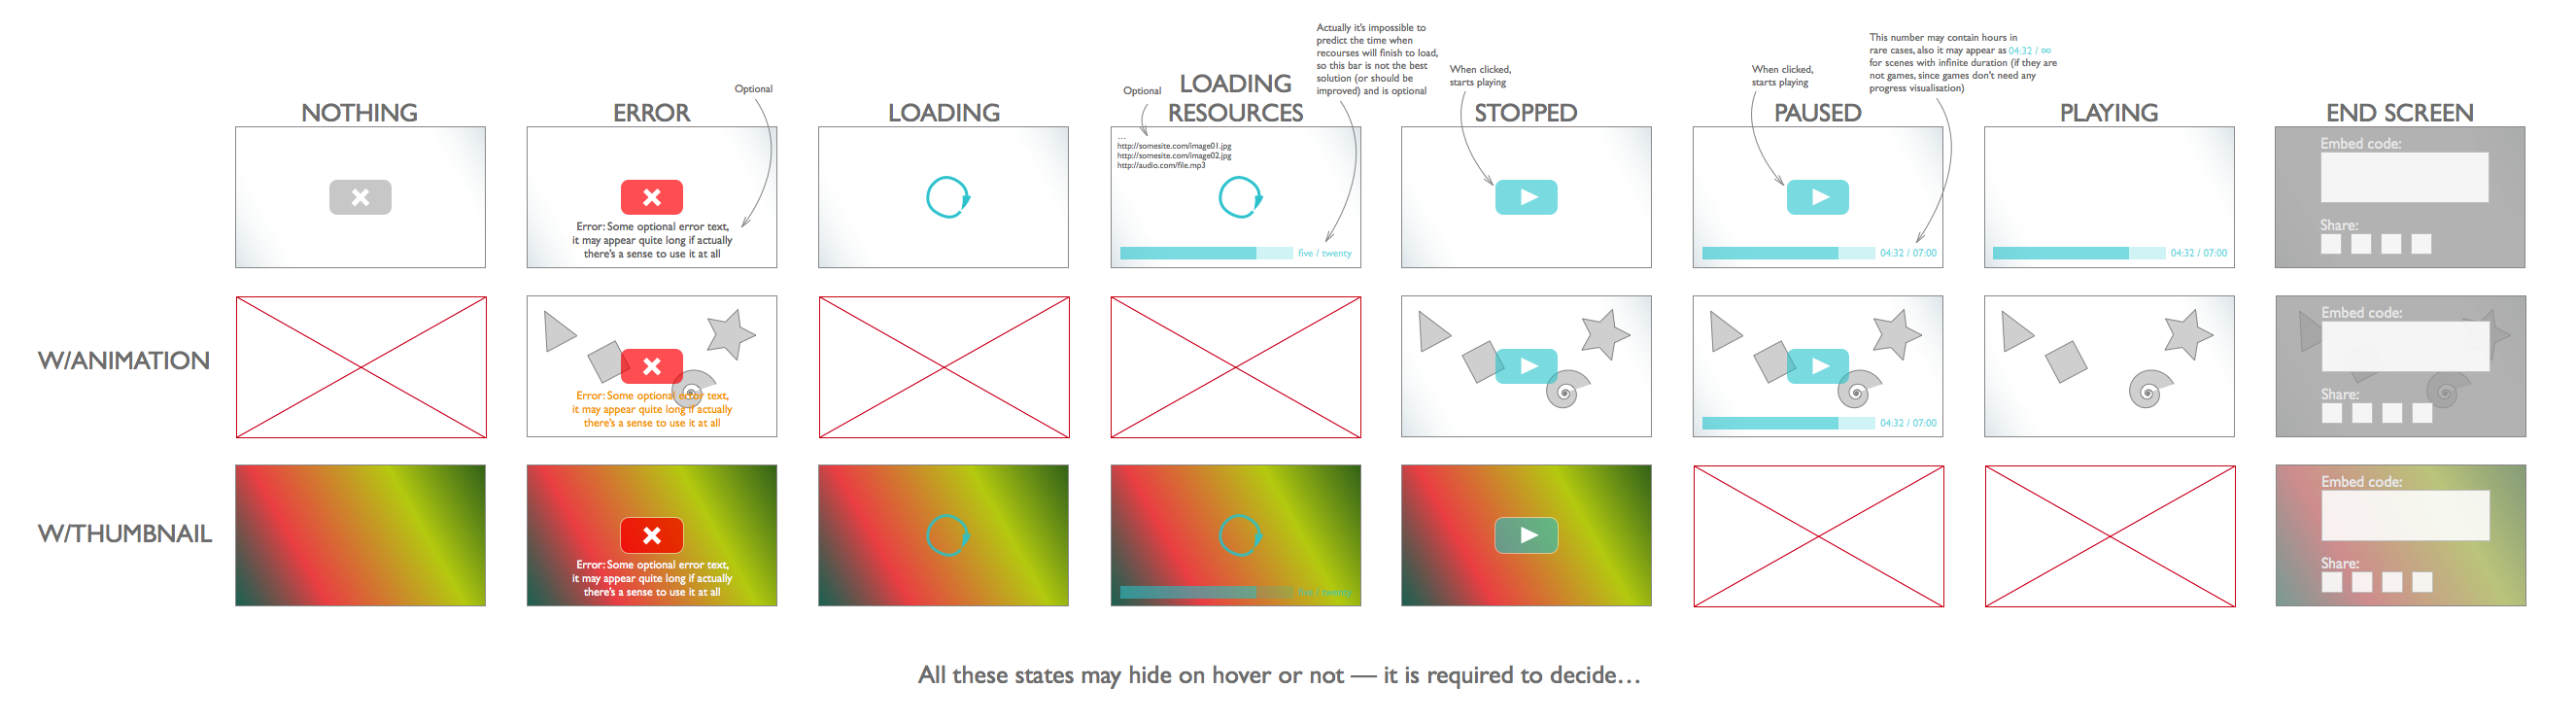 Actually it's impossible to
predict the time when
recourses will finish to load,
so this bar is not the best
solution (or should be
improved) and is optional
This number may contain hours in
rare cases, also it may appear as 04:32 / ∞
for scenes with infinite duration (if they are
not games, since games don't need any
progress visualisation)
Optional
Optional
When clicked,
starts playing
When clicked,
starts playing
NOTHING
ERROR
LOADING
LOADING
RESOURCES
STOPPED
PAUSED
PLAYING
END SCREEN
Error: Some optional error text,
it may appear quite long if actually
there's a sense to use it at all
...
http://somesite.com/image01.jpg
http://somesite.com/image02.jpg
http://audio.com/file.mp3
five / twenty
04:32 / 07:00
04:32 / 07:00
Embed code:
Share:
W/ANIMATION
Error: Some optional error text,
it may appear quite long if actually
there's a sense to use it at all
04:32 / 07:00
Embed code:
Share:
W/THUMBNAIL
Error: Some optional error text,
it may appear quite long if actually
there's a sense to use it at all
five / twenty
Embed code:
Share:
All these states may hide on hover or not — it is required to decide...